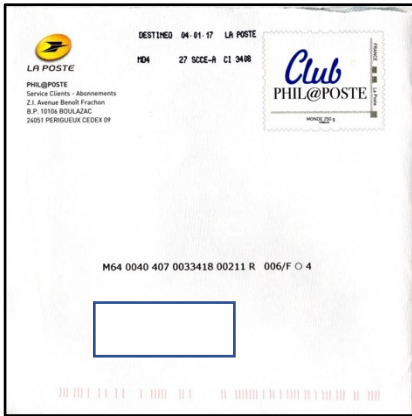 LA POSTE
PHIL@POSTE
Service Clients - Abonnements
Z.I. Avenue Benoît Frachon
B.P. 10106 BOULAZAC
24051 PERIGUEUX CEDEX 09
DESTINEO 04-01-17 LA POSTE
MD4 27 SCCE-A C1 3408
Club
PHIL@POSTE
FRANCE
La Poste
MONDE 250 g
M64 0040 407 0033418 00211 R 006/F O 4